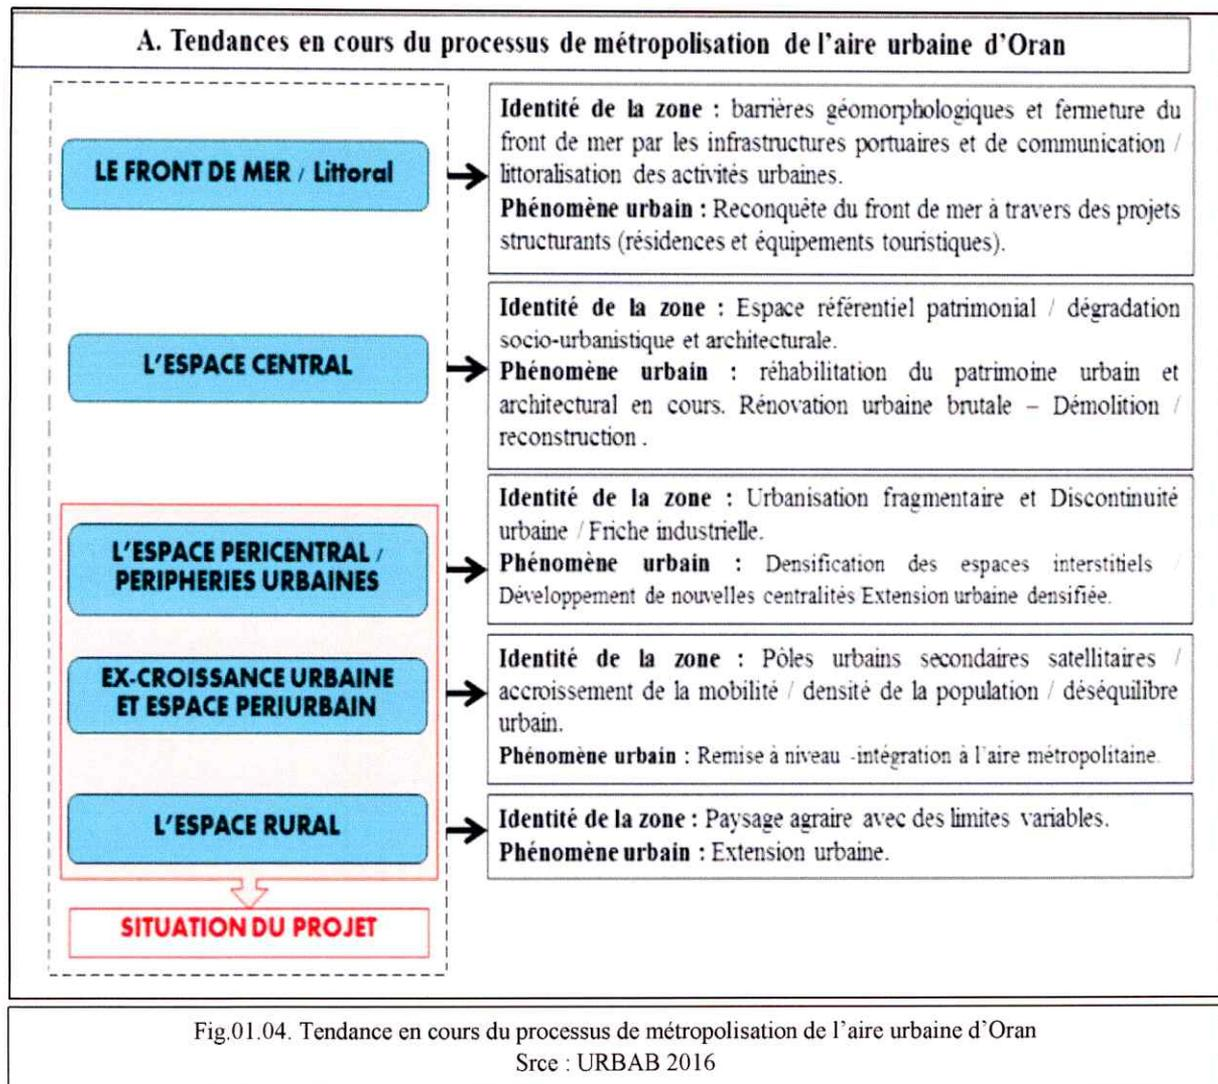 A. Tendances en cours du processus de métropolisation de l'aire urbaine d'Oran
LE FRONT DE MER / Littoral
Identité de la zone : barrières géomorphologiques et fermeture du
front de mer par les infrastructures portuaires et de communication /
littoralisation des activités urbaines.
Phénomène urbain : Reconquête du front de mer à travers des projets
structurants (résidences et équipements touristiques).
L'ESPACE CENTRAL
Identité de la zone : Espace référentiel patrimonial / dégradation
socio-urbanistique et architecturale.
Phénomène urbain : réhabilitation du patrimoine urbain et
architectural en cours. Rénovation urbaine brutale – Démolition /
reconstruction .
L'ESPACE PERICENTRAL /
PERIPHERIES URBAINES
Identité de la zone : Urbanisation fragmentaire et Discontinuité
urbaine / Friche industrielle.
Phénomène urbain : Densification des espaces interstitiels /
Développement de nouvelles centralités Extension urbaine densifiée.
EX-CROISSANCE URBAINE
ET ESPACE PERIURBAIN
Identité de la zone : Pôles urbains secondaires satellitaires /
accroissement de la mobilité / densité de la population / déséquilibre
urbain.
Phénomène urbain : Remise à niveau -intégration à l'aire métropolitaine.
L'ESPACE RURAL
Identité de la zone : Paysage agraire avec des limites variables.
Phénomène urbain : Extension urbaine.
SITUATION DU PROJET
Fig.01.04. Tendance en cours du processus de métropolisation de l'aire urbaine d'Oran
Srce : URBAB 2016